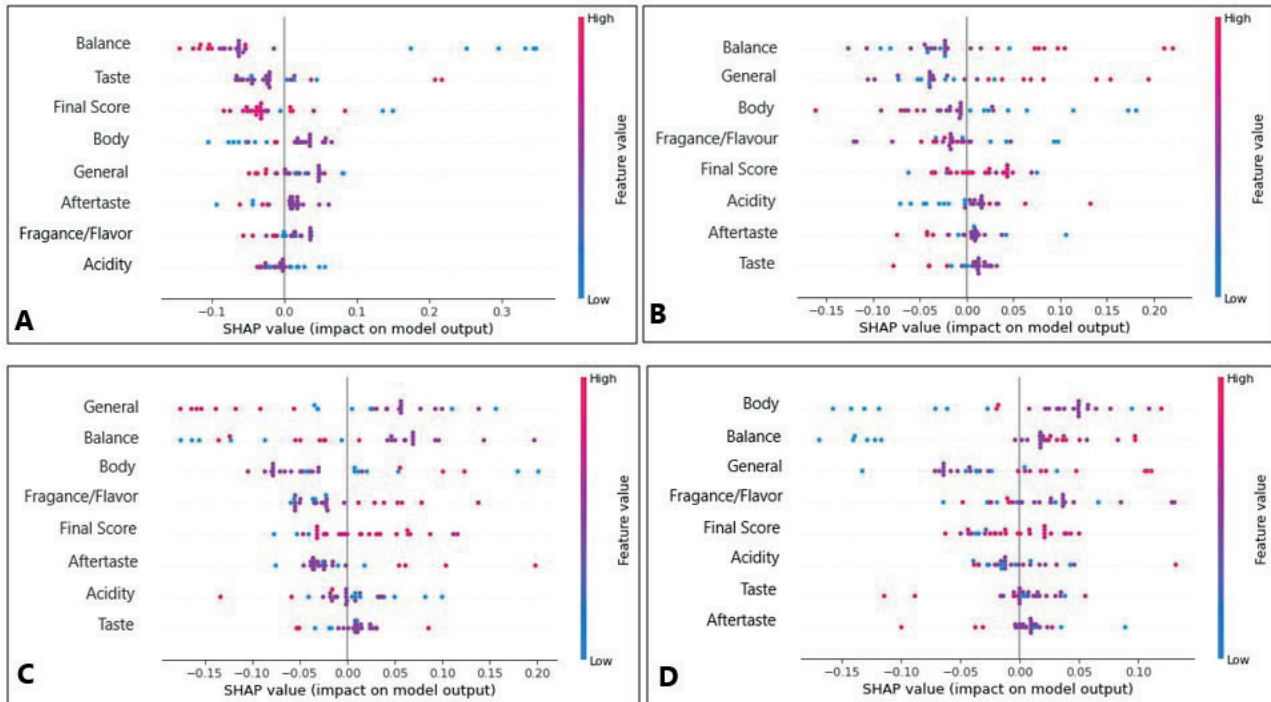 High
Balance
Taste
Final Score
Body
General
Aftertaste
Fragance/Flavor
Acidity
Feature value
Low
−0.1 0.0 0.1 0.2 0.3
SHAP value (impact on model output)
A
High
Balance
General
Body
Fragance/Flavour
Final Score
Acidity
Aftertaste
Taste
Feature value
Low
−0.15 −0.10 −0.05 0.00 0.05 0.10 0.15 0.20
SHAP value (impact on model output)
B
High
General
Balance
Body
Fragance/Flavor
Final Score
Aftertaste
Acidity
Taste
Feature value
Low
−0.15 −0.10 −0.05 0.00 0.05 0.10 0.15 0.20
SHAP value (impact on model output)
C
High
Body
Balance
General
Fragance/Flavor
Final Score
Acidity
Taste
Aftertaste
Feature value
Low
−0.15 −0.10 −0.05 0.00 0.05 0.10
SHAP value (impact on model output)
D